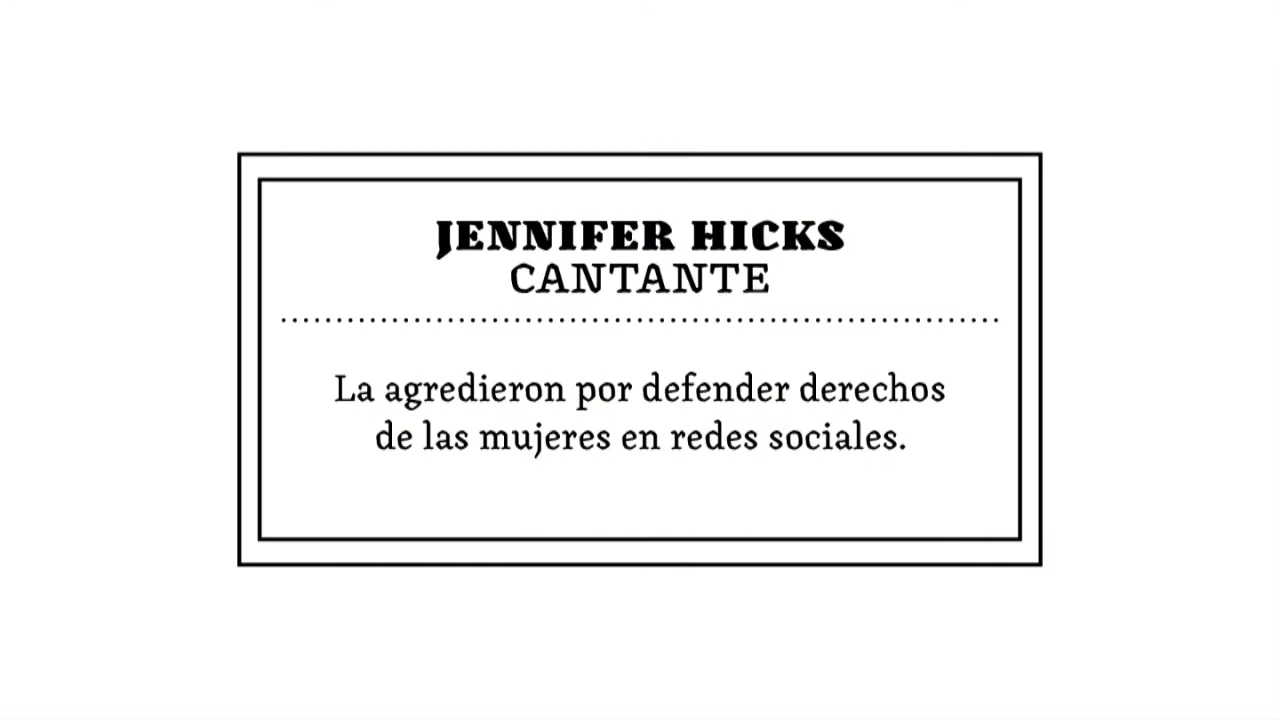 JENNIFER HICKS
CANTANTE
La agredieron por defender derechos
de las mujeres en redes sociales.